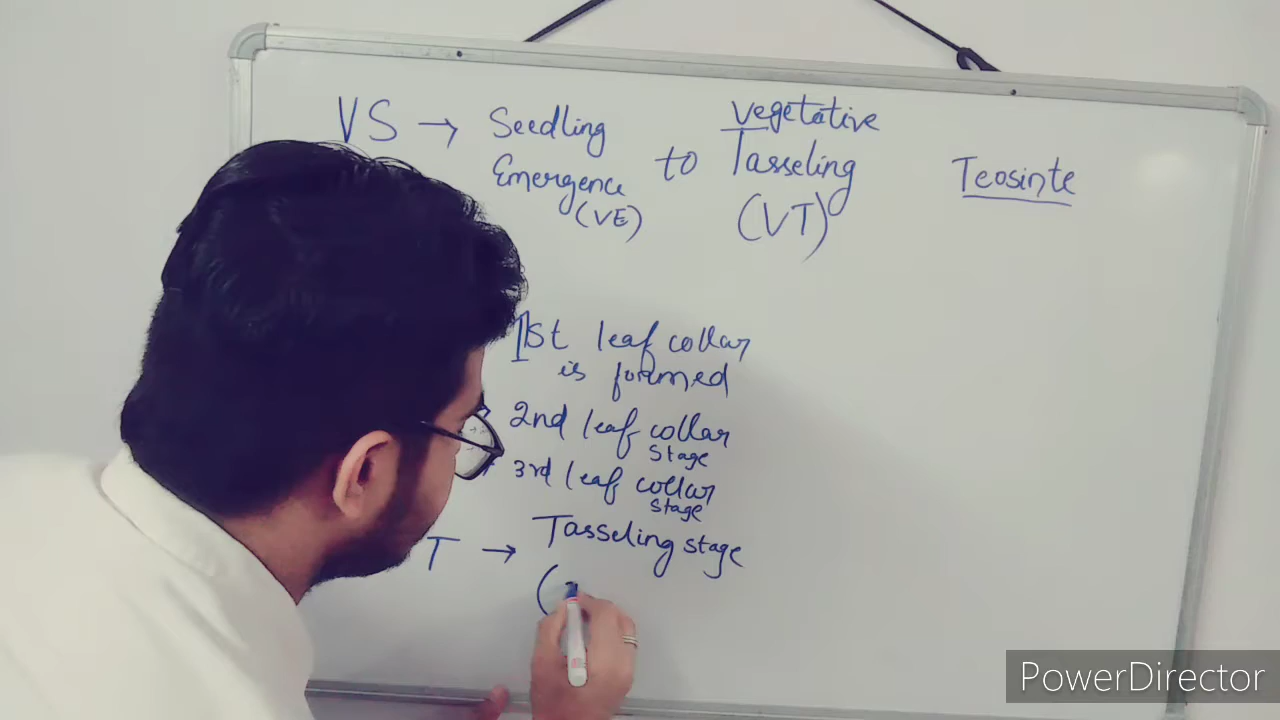 VS → Seedling Emergence (VE) to Vegetative Tasseling (VT)
Teosinte
1st leaf collar
is formed
2nd leaf collar
Stage
3rd leaf collar
Stage
T → Tasseling stage
(
PowerDirector